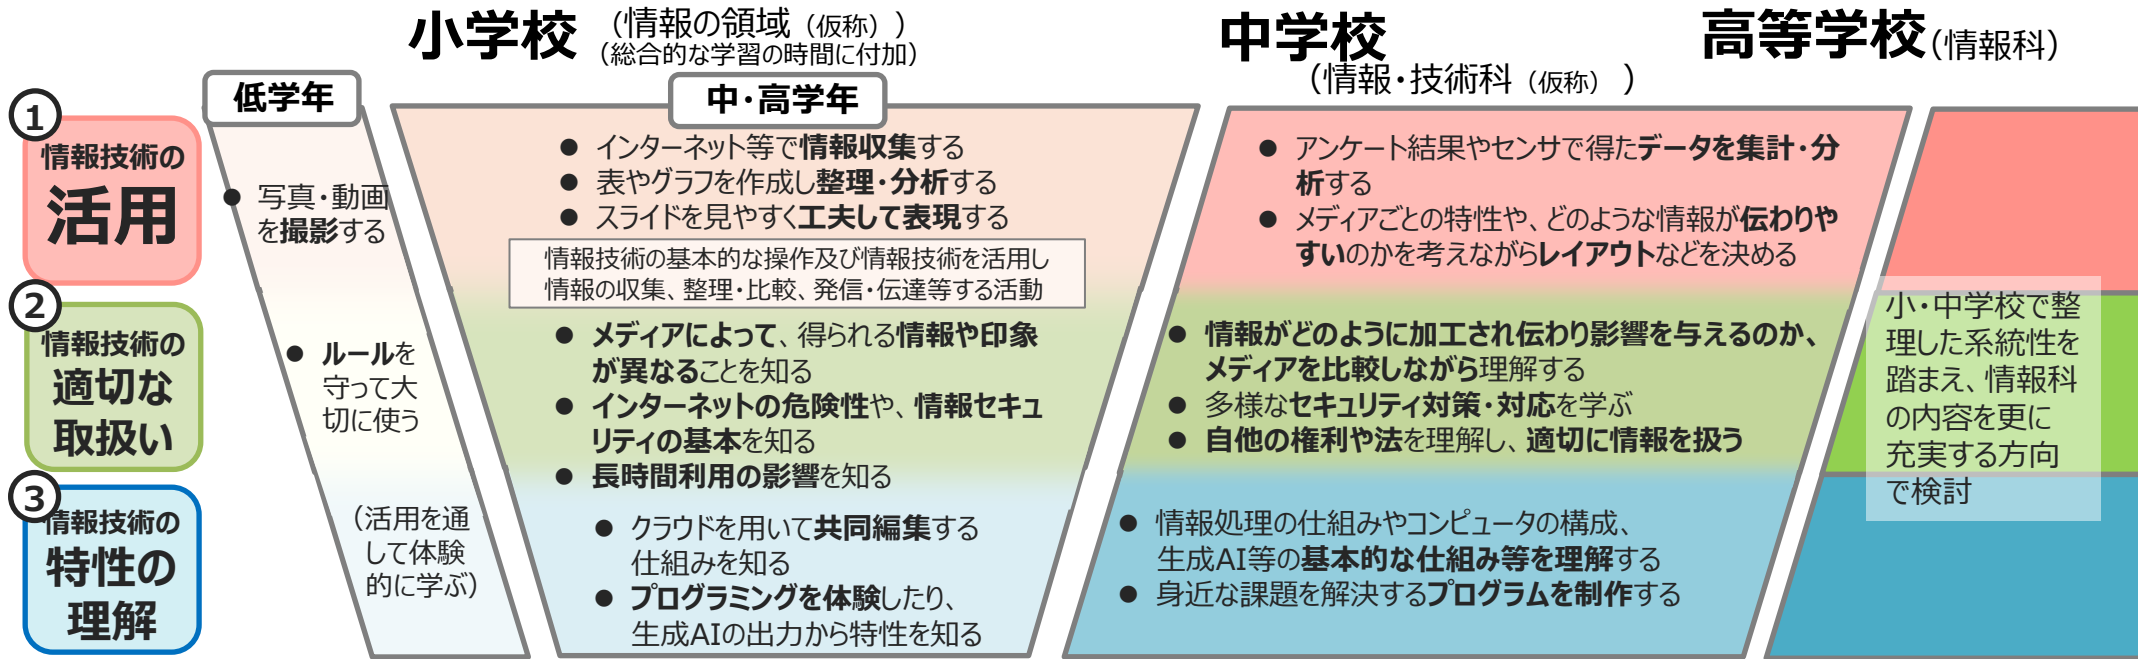 小学校（情報の領域（仮称））
（総合的な学習の時間に付加）
中学校
（情報・技術科（仮称））
高等学校（情報科）
低学年
中・高学年
①
情報技術の
活用
● 写真・動画
を撮影する
● インターネット等で情報収集する
● 表やグラフを作成し整理・分析する
● スライドを見やすく工夫して表現する
情報技術の基本的な操作及び情報技術を活用し
情報の収集、整理・比較、発信・伝達等する活動
● アンケート結果やセンサで得たデータを集計・分
析する
● メディアごとの特性や、どのような情報が伝わりや
すいのかを考えながらレイアウトなどを決める
②
情報技術の
適切な
取扱い
● ルールを
守って大
切に使う
● メディアによって、得られる情報や印象
が異なることを知る
● インターネットの危険性や、情報セキュ
リティの基本を知る
● 長時間利用の影響を知る
● 情報がどのように加工され伝わり影響を与えるのか、
メディアを比較しながら理解する
● 多様なセキュリティ対策・対応を学ぶ
● 自他の権利や法を理解し、適切に情報を扱う
小・中学校で整
理した系統性を
踏まえ、情報科
の内容を更に
充実する方向
で検討
③
情報技術の
特性の
理解
（活用を通
して体験
的に学ぶ）
● クラウドを用いて共同編集する
仕組みを知る
● プログラミングを体験したり、
生成AIの出力から特性を知る
● 情報処理の仕組みやコンピュータの構成、
生成AI等の基本的な仕組み等を理解する
● 身近な課題を解決するプログラムを制作する